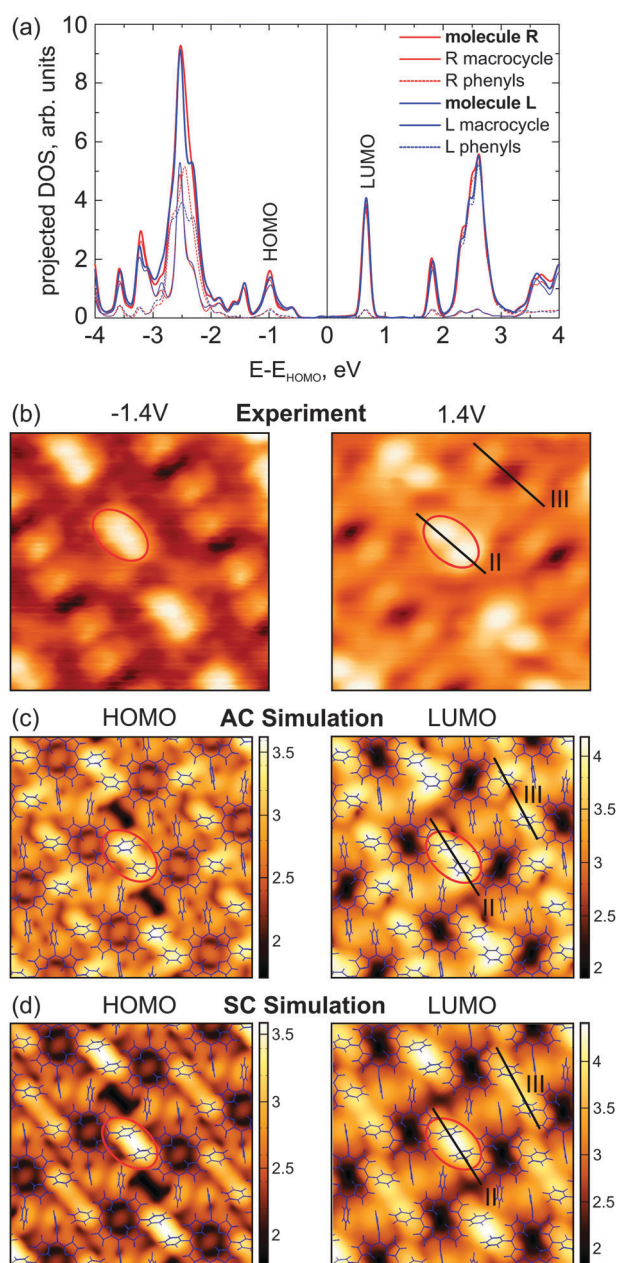 (a)
projected DOS, arb. units
10
8
6
4
2
0
molecule R
R macrocycle
R phenyls
molecule L
L macrocycle
L phenyls
HOMO
LUMO
-4 -3 -2 -1 0 1 2 3 4
E-E_HOMO, eV
(b) -1.4V Experiment 1.4V
III
II
(c) HOMO AC Simulation LUMO
3.5
3
2.5
2
III
II
4
3.5
3
2.5
2
(d) HOMO SC Simulation LUMO
3.5
3
2.5
2
III
II
4
3.5
3
2.5
2